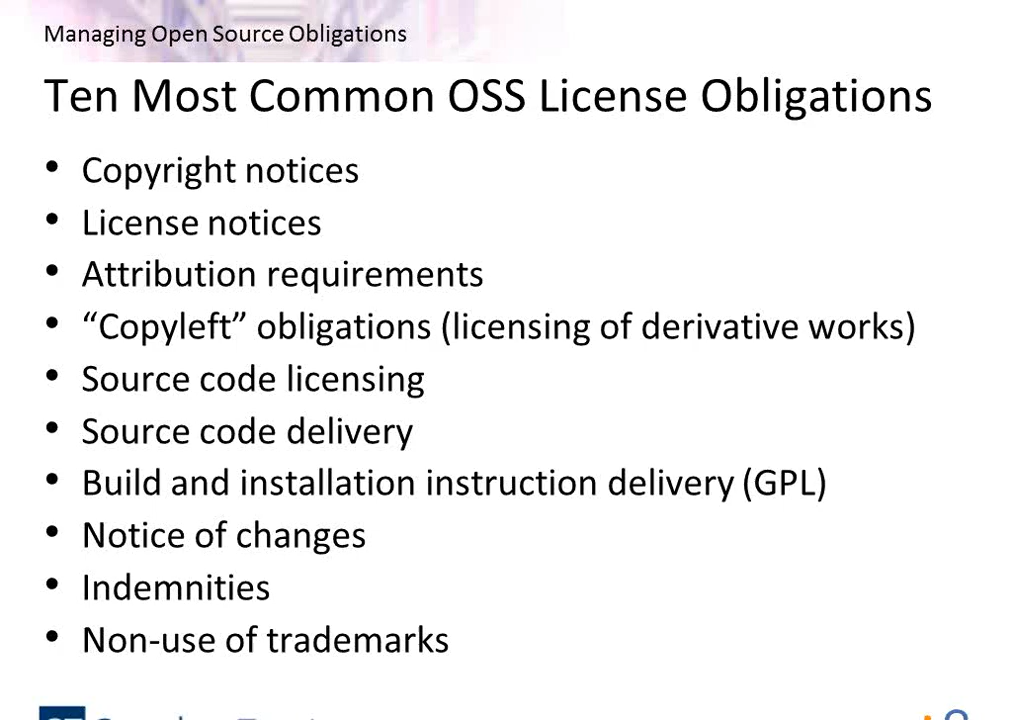 Managing Open Source Obligations
Ten Most Common OSS License Obligations
• Copyright notices
• License notices
• Attribution requirements
• “Copyleft” obligations (licensing of derivative works)
• Source code licensing
• Source code delivery
• Build and installation instruction delivery (GPL)
• Notice of changes
• Indemnities
• Non-use of trademarks